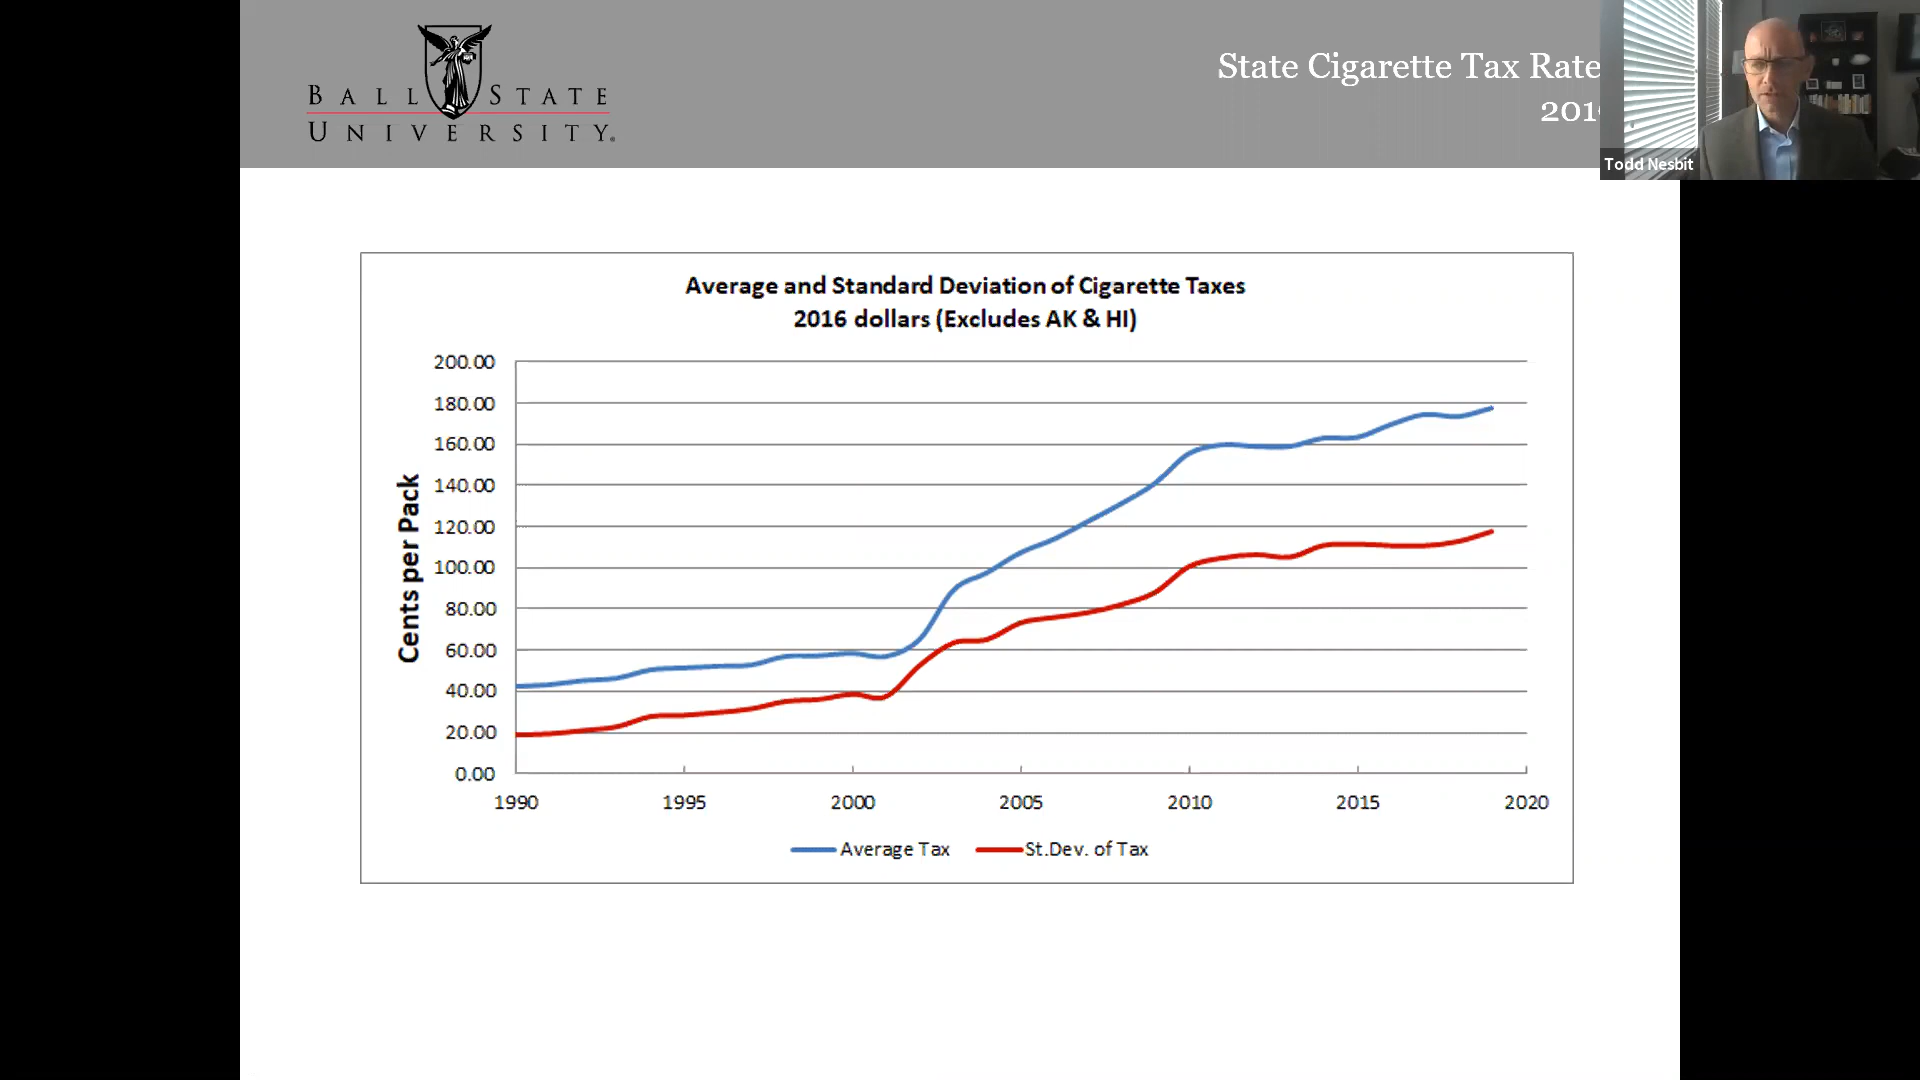 BALL STATE
UNIVERSITY
State Cigarette Tax Rate
Todd Nesbit
Average and Standard Deviation of Cigarette Taxes
2016 dollars (Excludes AK & HI)
200.00
180.00
160.00
140.00
120.00
100.00
80.00
60.00
40.00
20.00
0.00
Cents per Pack
1990 1995 2000 2005 2010 2015 2020
Average Tax St.Dev. of Tax